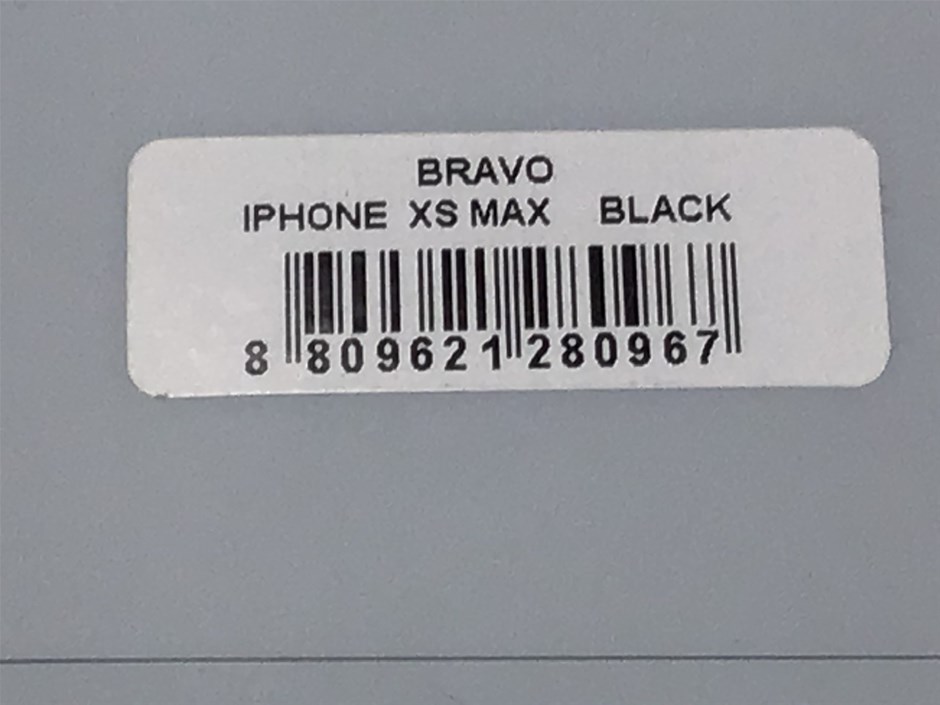 BRAVO
IPHONE XS MAX BLACK
8 809621 280967